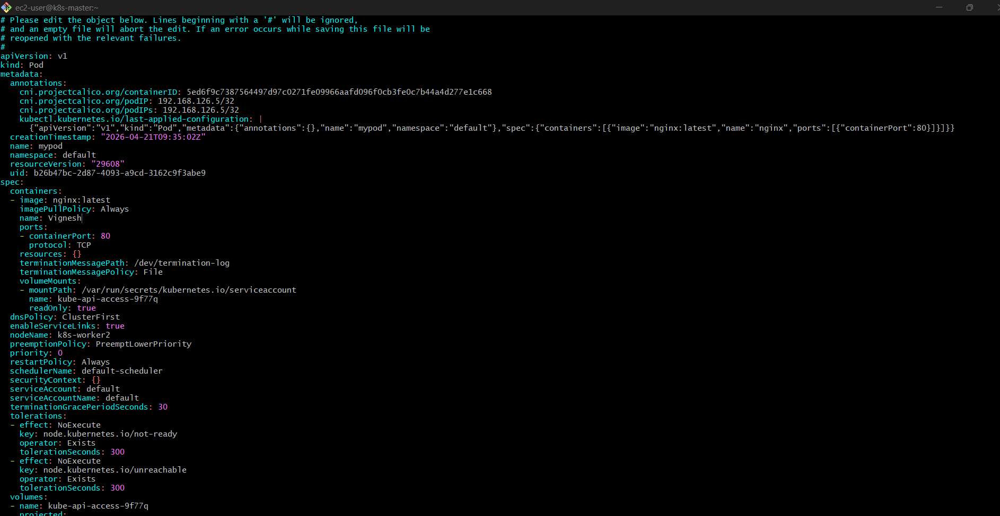 ec2-user@k8s-master:~
# Please edit the object below. Lines beginning with a '#' will be ignored,
# and an empty file will abort the edit. If an error occurs while saving this file will be
# reopened with the relevant failures.
#
apiVersion: v1
kind: Pod
metadata:
  annotations:
    cni.projectcalico.org/containerID: 5ed6f9c7387564497d97c0271fe09966aafd096f0cb3fe0c7b44a4d277e1c668
    cni.projectcalico.org/podIP: 192.168.126.5/32
    cni.projectcalico.org/podIPs: 192.168.126.5/32
    kubectl.kubernetes.io/last-applied-configuration: |
      {"apiVersion":"v1","kind":"Pod","metadata":{"annotations":{},"name":"mypod","namespace":"default"},"spec":{"containers":[{"image":"nginx:latest","name":"nginx","ports":[{"containerPort":80}]}]}}
  creationTimestamp: "2026-04-21T09:35:02Z"
  name: mypod
  namespace: default
  resourceVersion: "29608"
  uid: b26b47bc-2d87-4093-a9cd-3162c9f3abe9
spec:
  containers:
  - image: nginx:latest
    imagePullPolicy: Always
    name: Vignesh
    ports:
    - containerPort: 80
      protocol: TCP
    resources: {}
    terminationMessagePath: /dev/termination-log
    terminationMessagePolicy: File
    volumeMounts:
    - mountPath: /var/run/secrets/kubernetes.io/serviceaccount
      name: kube-api-access-9f77q
      readOnly: true
  dnsPolicy: ClusterFirst
  enableServiceLinks: true
  nodeName: k8s-worker2
  preemptionPolicy: PreemptLowerPriority
  priority: 0
  restartPolicy: Always
  schedulerName: default-scheduler
  securityContext: {}
  serviceAccount: default
  serviceAccountName: default
  terminationGracePeriodSeconds: 30
  tolerations:
  - effect: NoExecute
    key: node.kubernetes.io/not-ready
    operator: Exists
    tolerationSeconds: 300
  - effect: NoExecute
    key: node.kubernetes.io/unreachable
    operator: Exists
    tolerationSeconds: 300
  volumes:
  - name: kube-api-access-9f77q
    projected: